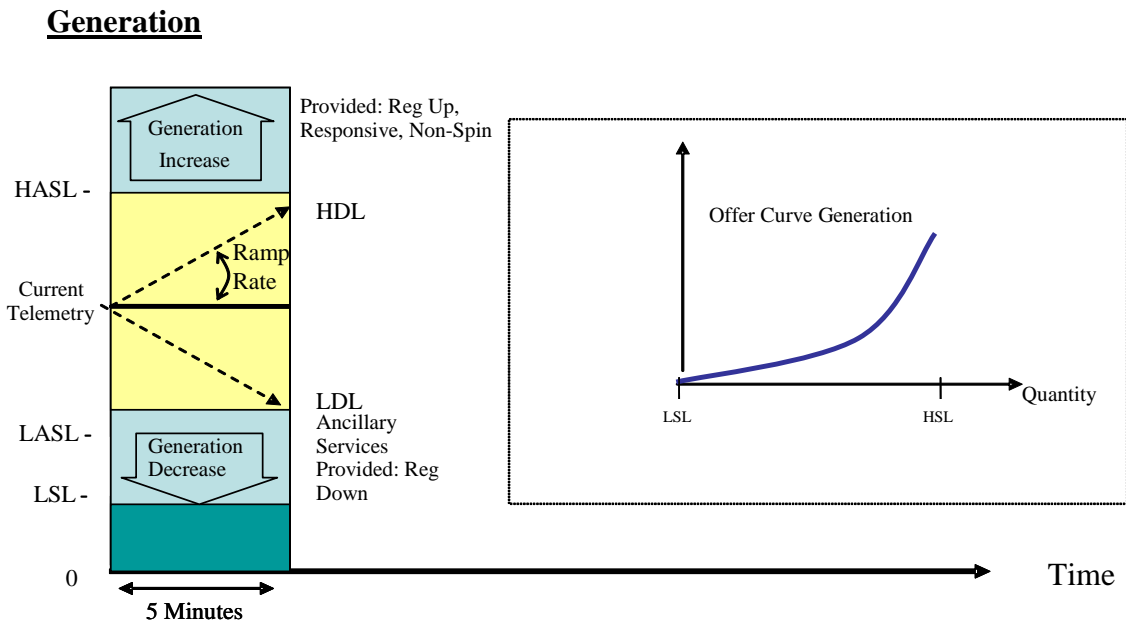 Generation
Provided: Reg Up,
Responsive, Non-Spin
Generation
Increase
HASL -
HDL
Ramp
Rate
Current
Telemetry
LDL
Ancillary
Services
Provided: Reg
Down
LASL -
Generation
Decrease
LSL -
0
5 Minutes
Time
Offer Curve Generation
Quantity
LSL
HSL